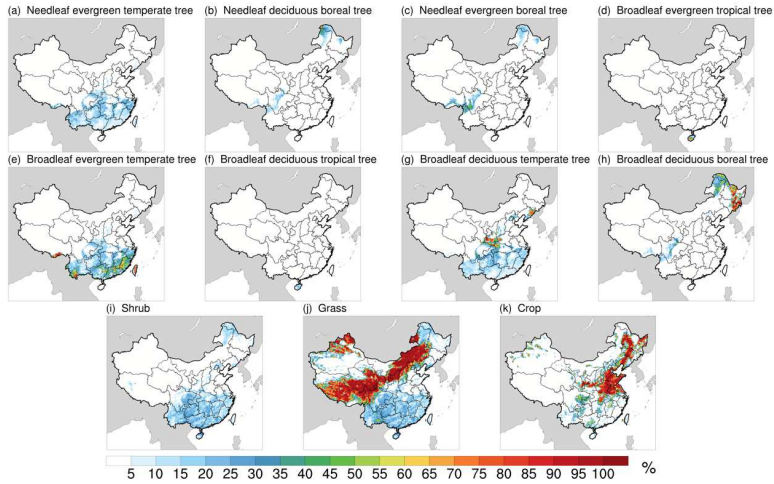 (a) Needleaf evergreen temperate tree
(b) Needleaf deciduous boreal tree
(c) Needleaf evergreen boreal tree
(d) Broadleaf evergreen tropical tree
(e) Broadleaf evergreen temperate tree
(f) Broadleaf deciduous tropical tree
(g) Broadleaf deciduous temperate tree
(h) Broadleaf deciduous boreal tree
(i) Shrub
(j) Grass
(k) Crop
5 10 15 20 25 30 35 40 45 50 55 60 65 70 75 80 85 90 95 100 %